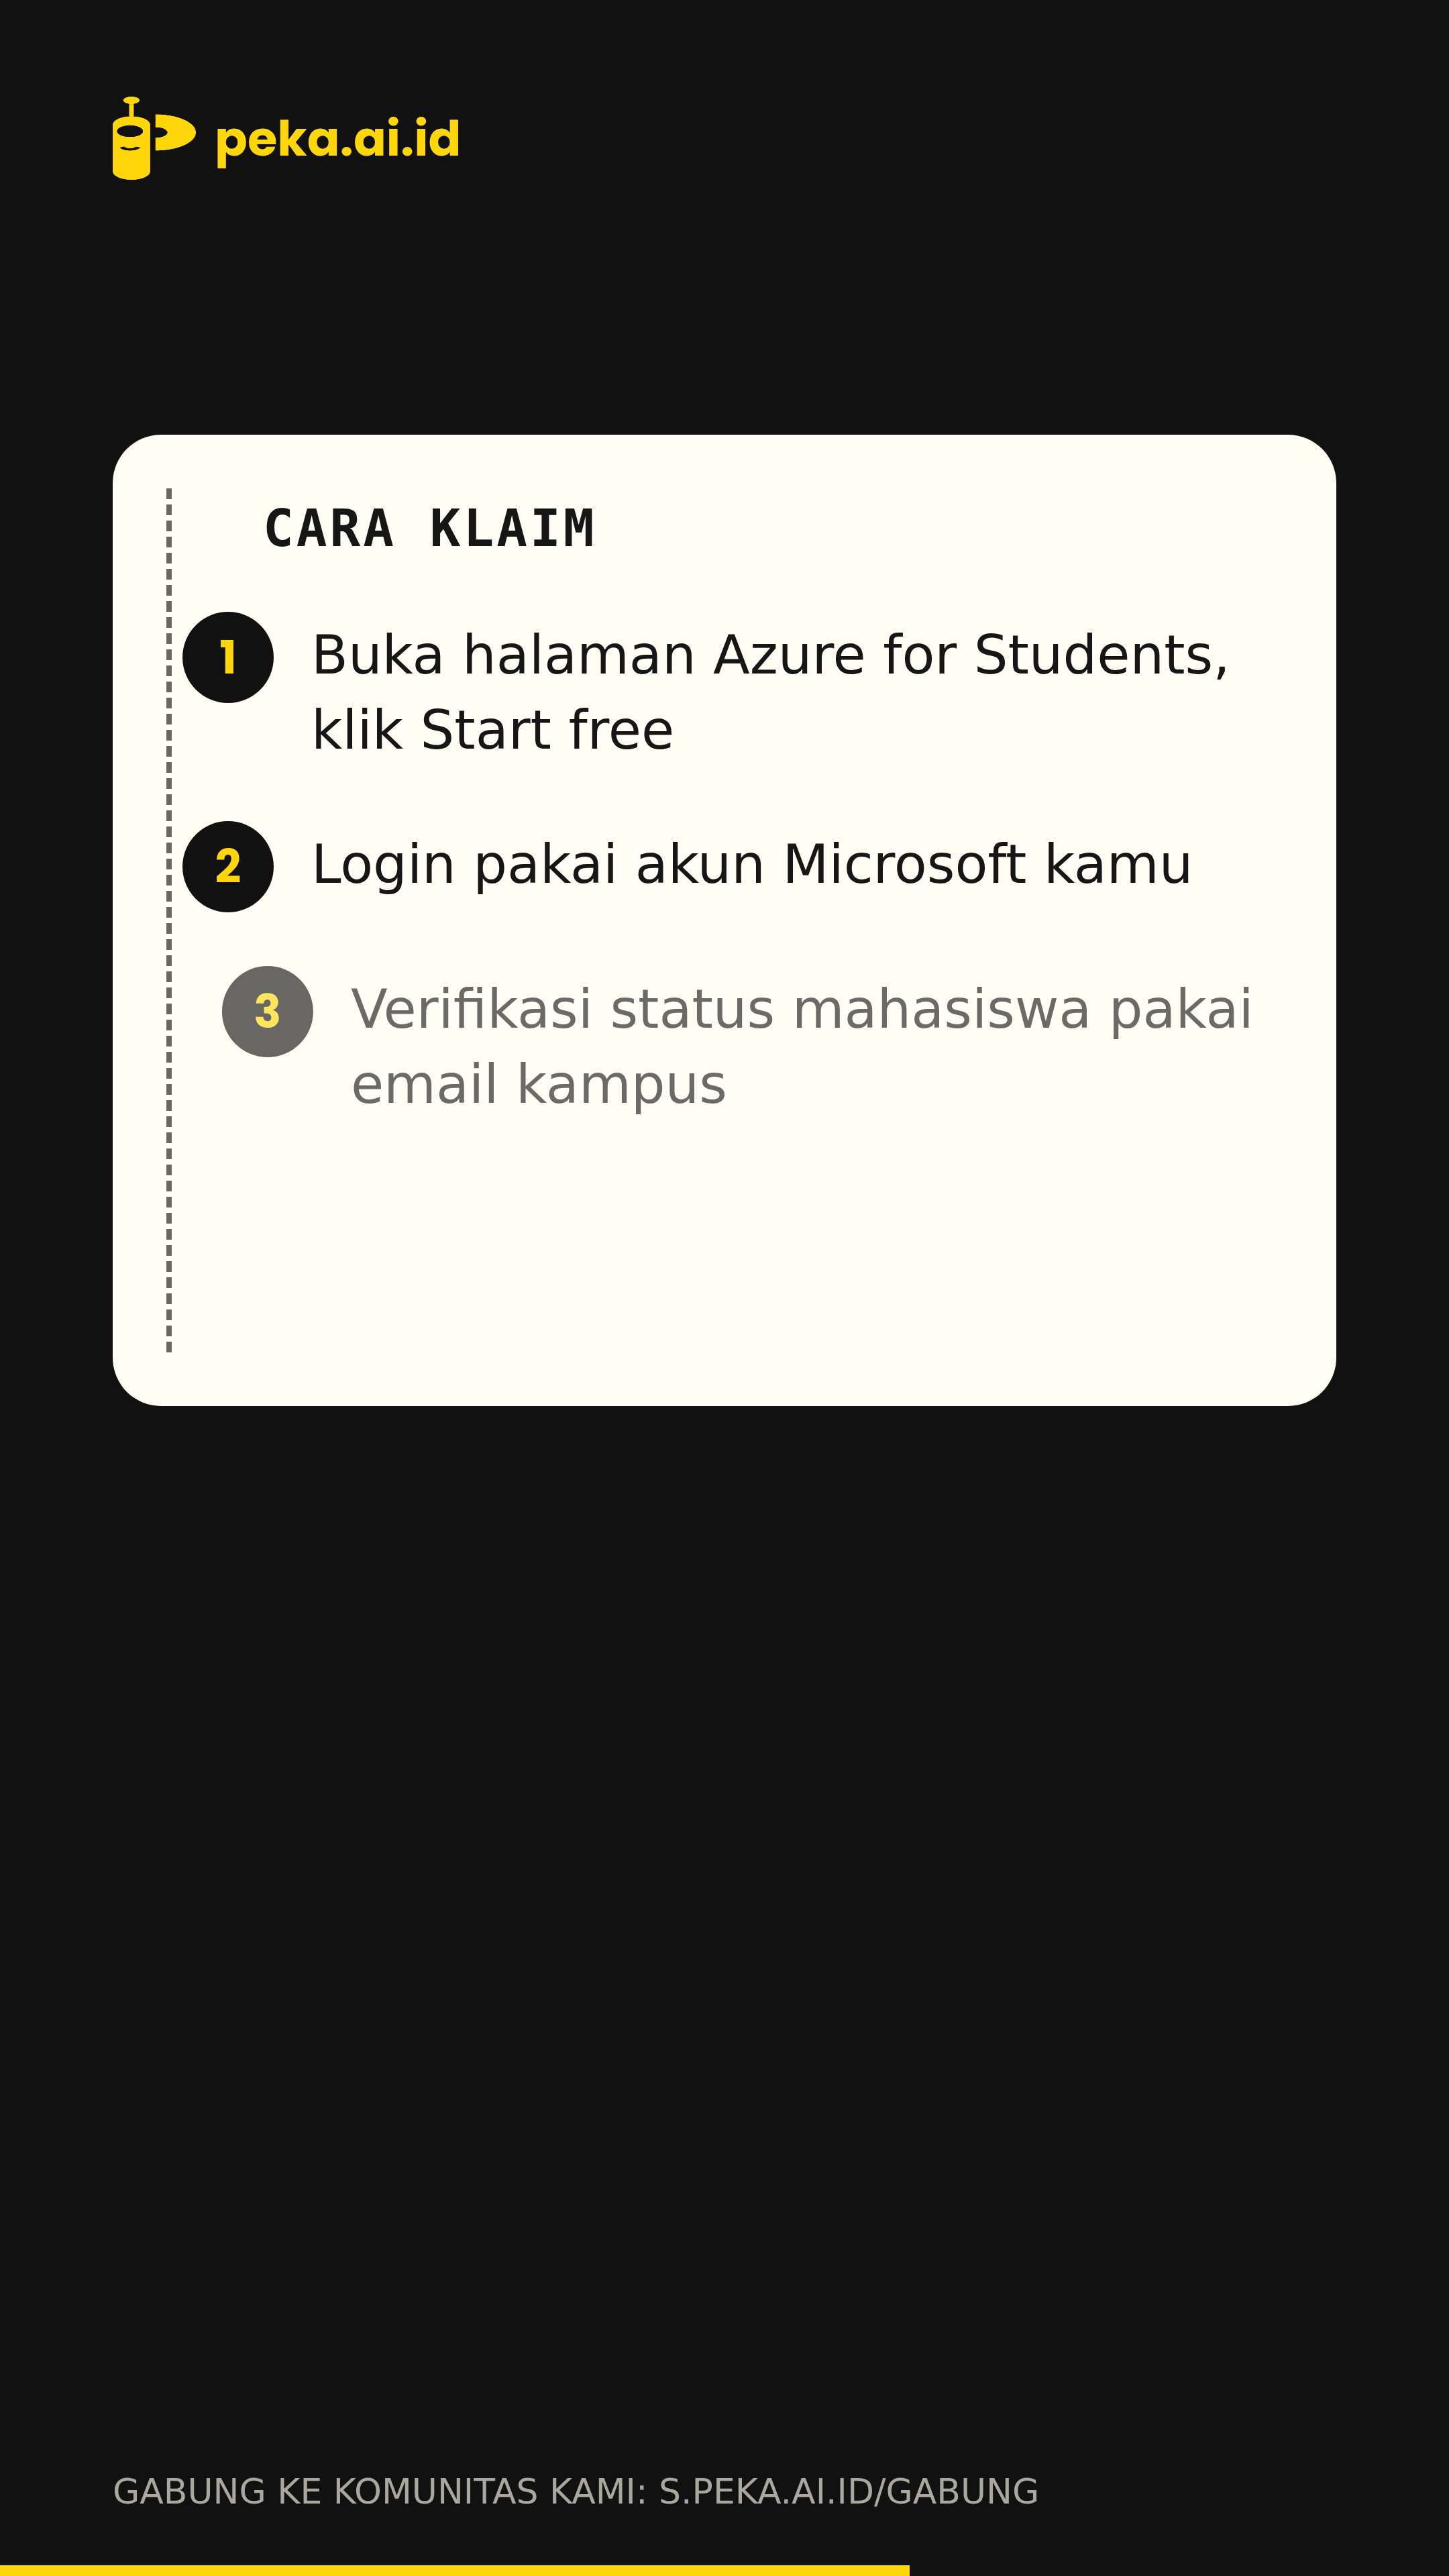 peka.ai.id
CARA KLAIM
1 Buka halaman Azure for Students,
klik Start free
2 Login pakai akun Microsoft kamu
3 Verifikasi status mahasiswa pakai
email kampus
GABUNG KE KOMUNITAS KAMI: S.PEKA.AI.ID/GABUNG